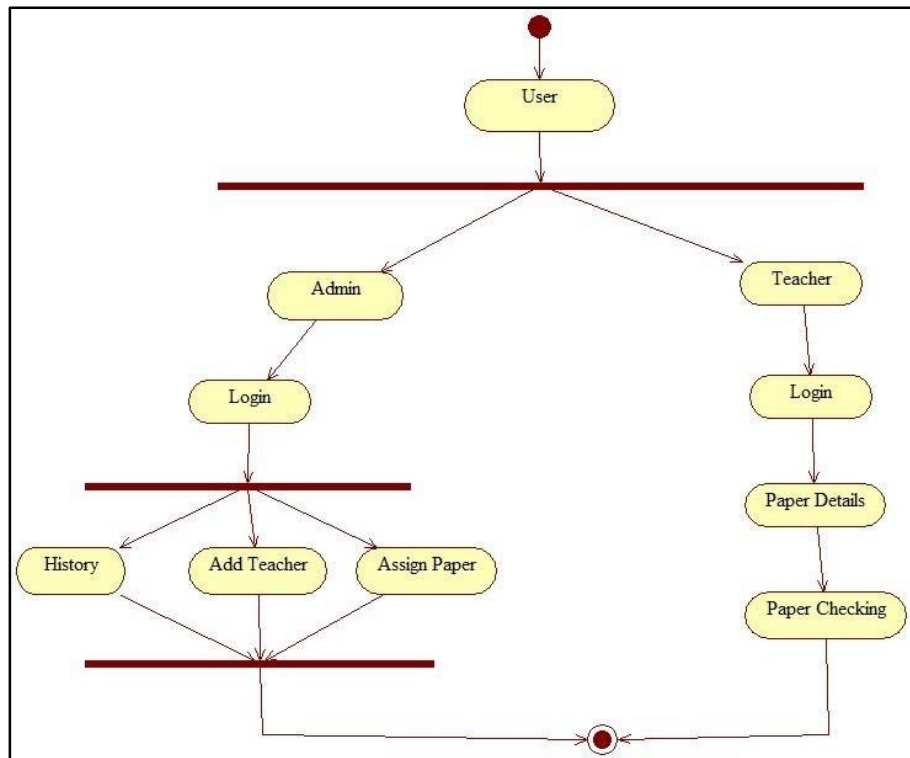 User
Admin
Teacher
Login
Login
Paper Details
History
Add Teacher
Assign Paper
Paper Checking